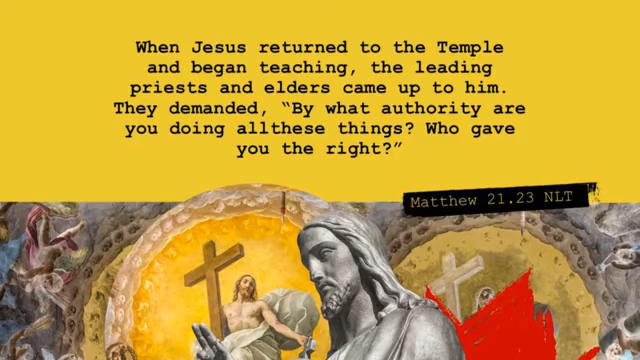 When Jesus returned to the Temple
and began teaching, the leading
priests and elders came up to him.
They demanded, “By what authority are
you doing allthese things? Who gave
you the right?”
Matthew 21.23 NLT